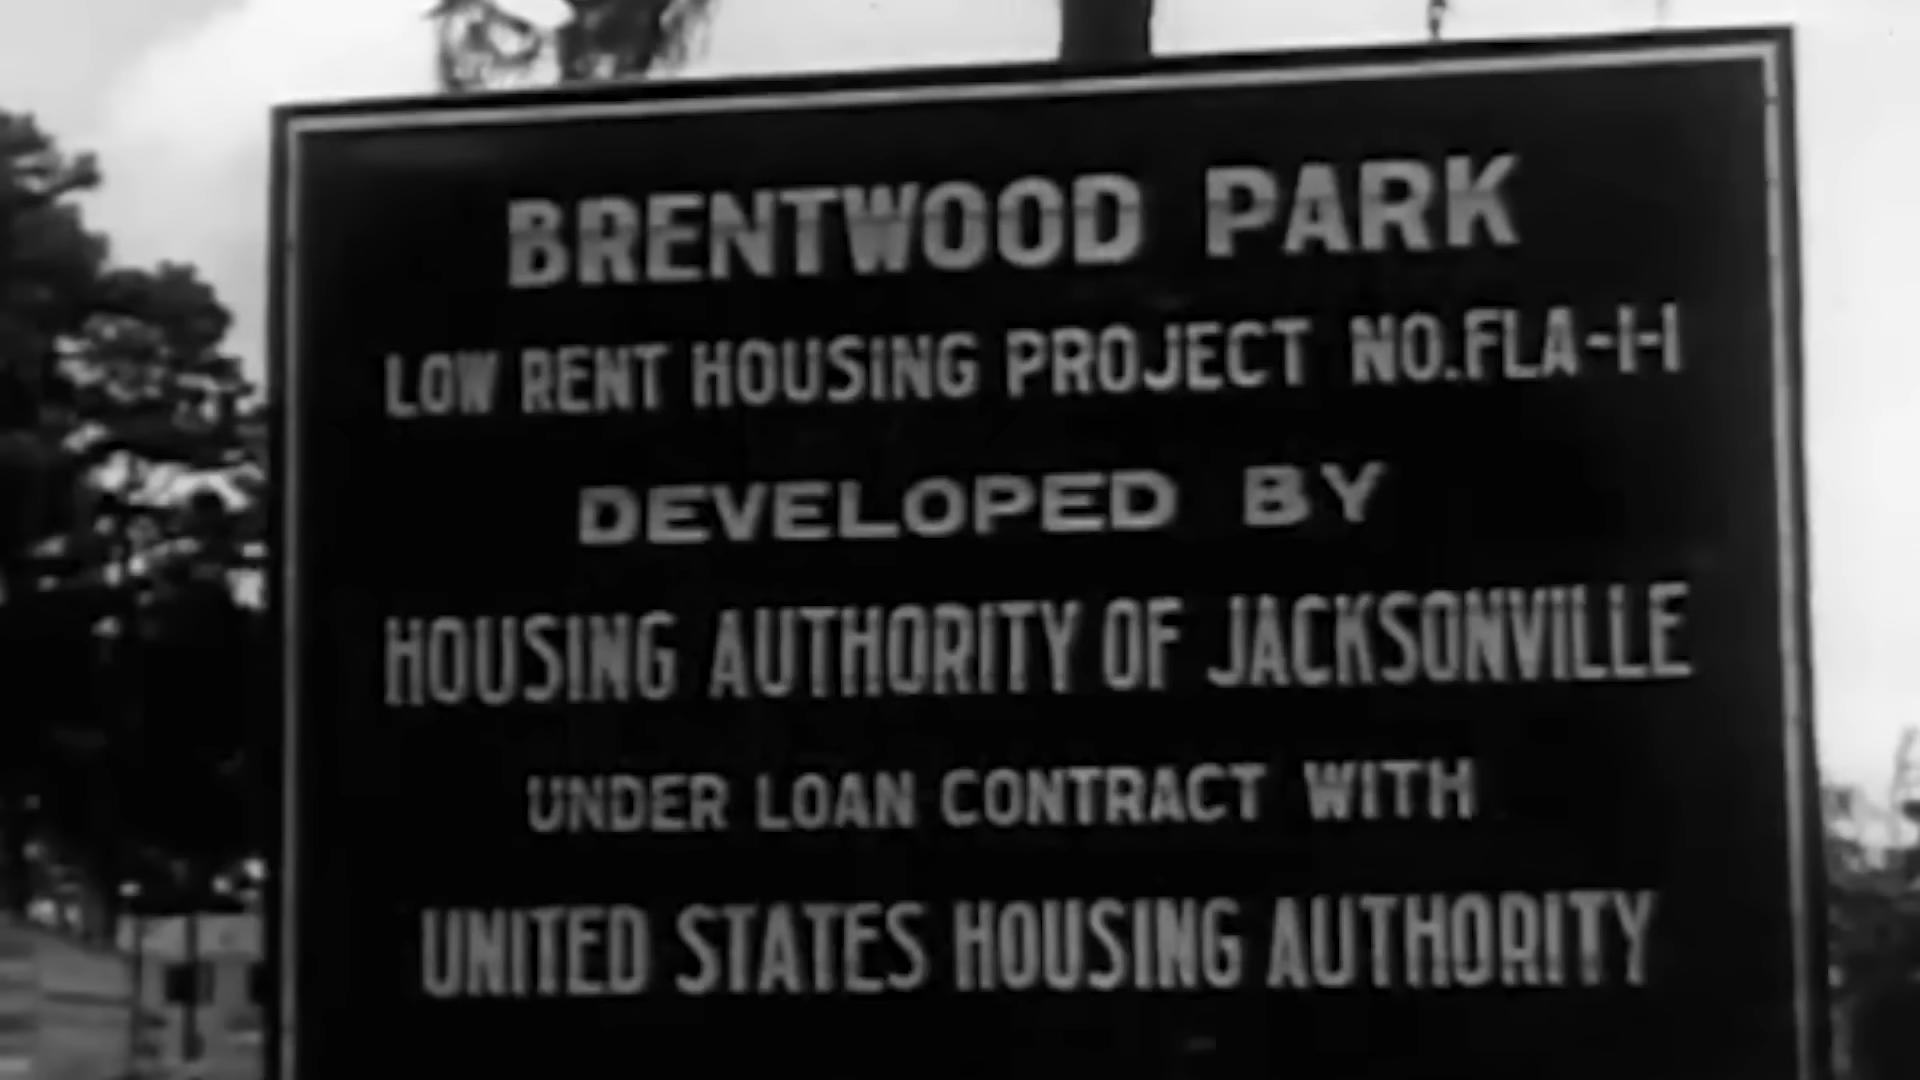 BRENTWOOD PARK
LOW RENT HOUSING PROJECT NO.FLA-1-1
DEVELOPED BY
HOUSING AUTHORITY OF JACKSONVILLE
UNDER LOAN CONTRACT WITH
UNITED STATES HOUSING AUTHORITY